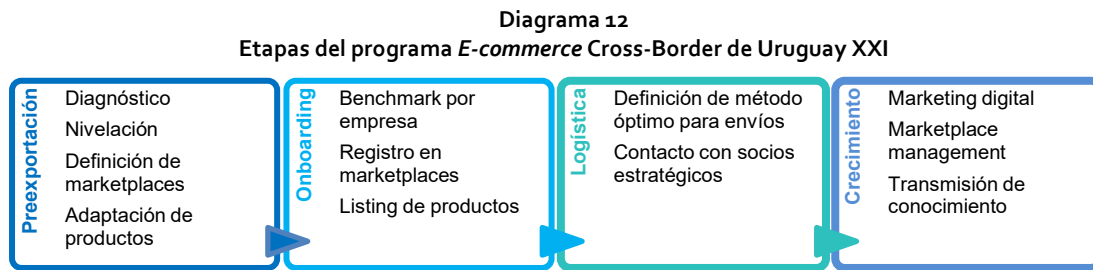 Diagrama 12
Etapas del programa E-commerce Cross-Border de Uruguay XXI
Preexportación
Diagnóstico
Nivelación
Definición de
marketplaces
Adaptación de
productos
Onboarding
Benchmark por
empresa
Registro en
marketplaces
Listing de productos
Logística
Definición de método
óptimo para envíos
Contacto con socios
estratégicos
Crecimiento
Marketing digital
Marketplace
management
Transmisión de
conocimiento